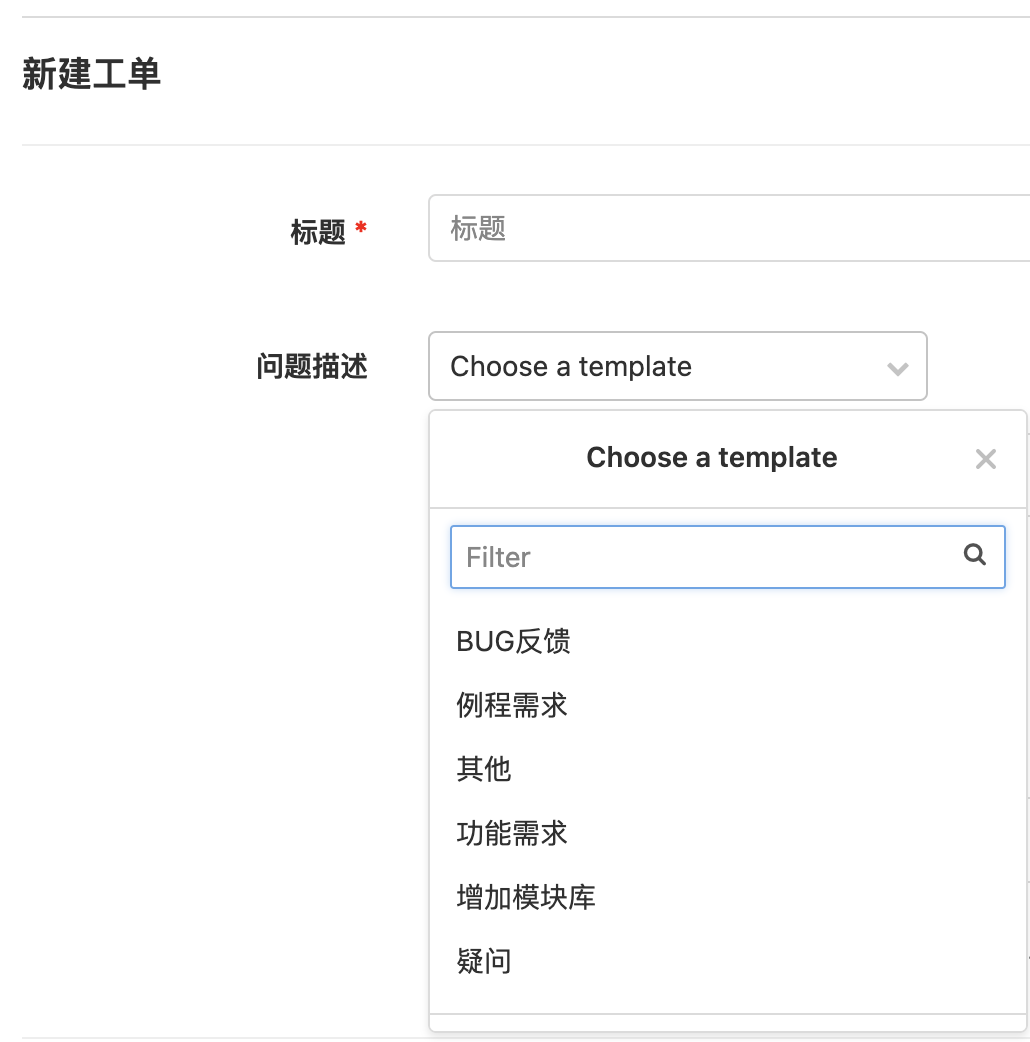 新建工单
标题 *
标题
问题描述
Choose a template
Choose a template
Filter
BUG反馈
例程需求
其他
功能需求
增加模块库
疑问